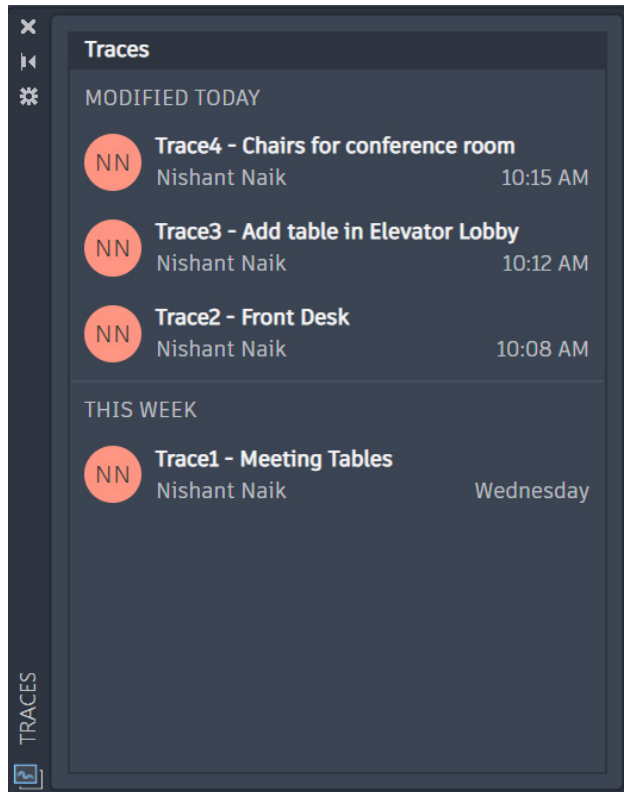 Traces
MODIFIED TODAY
NN
Trace4 - Chairs for conference room
Nishant Naik 10:15 AM
NN
Trace3 - Add table in Elevator Lobby
Nishant Naik 10:12 AM
NN
Trace2 - Front Desk
Nishant Naik 10:08 AM
THIS WEEK
NN
Trace1 - Meeting Tables
Nishant Naik Wednesday
TRACES